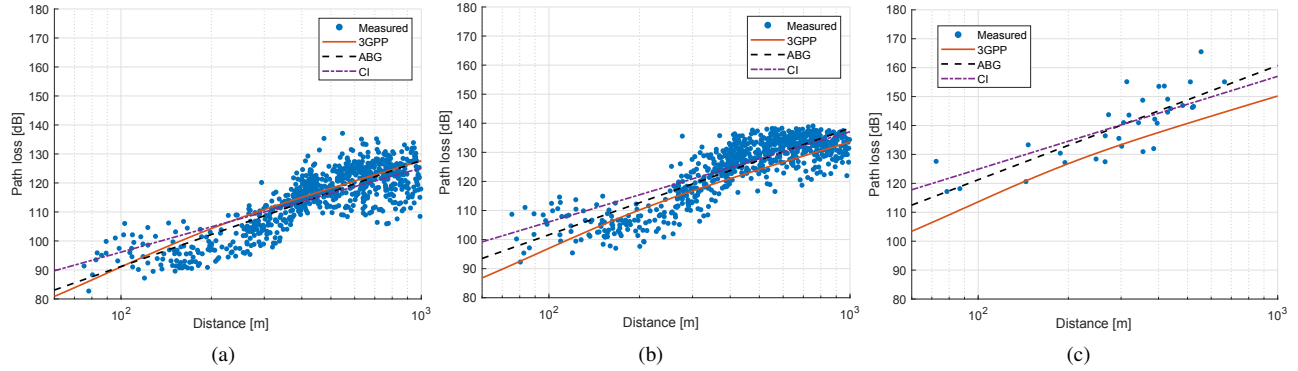 180
170
160
150
140
130
120
110
100
90
80
Path loss [dB]
Measured
3GPP
ABG
CI
10²
10³
Distance [m]
(a)
180
170
160
150
140
130
120
110
100
90
80
Path loss [dB]
Measured
3GPP
ABG
CI
10²
10³
Distance [m]
(b)
180
170
160
150
140
130
120
110
100
90
80
Path loss [dB]
Measured
3GPP
ABG
CI
10²
10³
Distance [m]
(c)